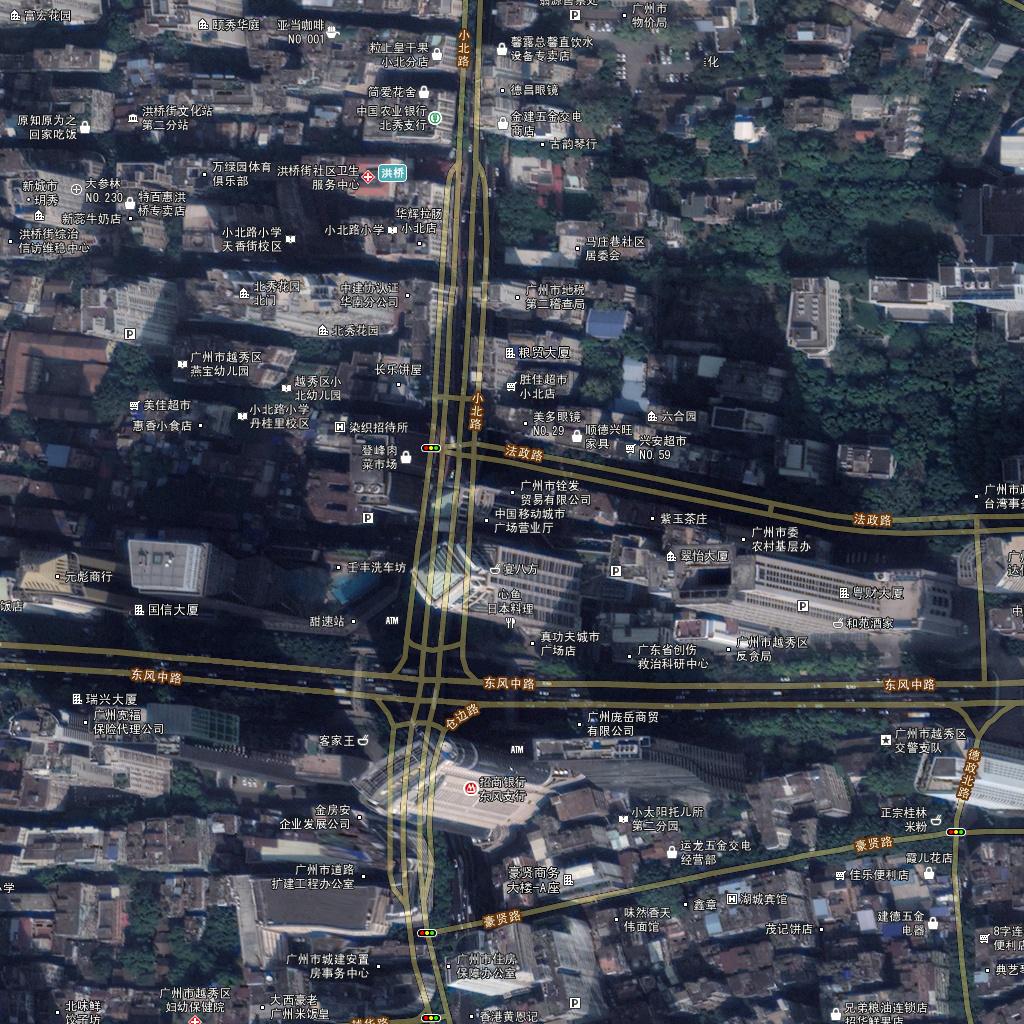 富宏花园
颐秀华庭
亚当咖啡
NO.001
广州市
物价局
小北路
粒上皇干果
小北分店
馨露总馨直饮水
设备专卖店
德昌眼镜
简爱花舍
中国农业银行
北秀支行
金建五金交电
商店
古韵琴行
洪桥街文化站
第二分站
原知原为之
回家吃饭
万绿园体育
俱乐部
洪桥街社区卫生
服务中心
洪桥
新城市
·玥秀
大参林
NO.230
特百惠洪
桥专卖店
新蕊牛奶店
洪桥街综治
信访维稳中心
小北路小学
天香街校区
小北路小学
华辉拉肠
小北店
马庄巷社区
居委会
北秀花园
北门
中建协认证
华南分公司
广州市地税
第二稽查局
北秀花园
P
广州市越秀区
燕宝幼儿园
粮贸大厦
长乐饼屋
越秀区小
北幼儿园
胜佳超市
小北店
小北路
美佳超市
惠香小食店
小北路小学
丹桂里校区
染织招待所
美多眼镜
NO.29
顺德兴旺
家具
六合园
兴安超市
NO.59
登峰肉
菜市场
法政路
广州市铨发
贸易有限公司
中国移动城市
广场营业厅
P
紫玉茶庄
法政路
广州市委
农村基层办
翠怡大厦
元彪商行
壬丰洗车坊
宴八方
P
国信大厦
心鱼
日本料理
P
粤财大厦
和苑酒家
饭店
甜速站
ATM
真功夫城市
广场店
广东省创伤
救治科研中心
广州市越秀区
反贪局
东风中路
东风中路
东风中路
瑞兴大厦
广州宽福
保险代理公司
仓边路
广州庞岳商贸
有限公司
客家王
ATM
广州市越秀区
交警支队
德政北路
招商银行
东风支行
金房安
企业发展公司
小太阳托儿所
第二分园
正宗桂林
米粉
运龙五金交电
经营部
豪贤路
霞儿花店
佳乐便利店
广州市道路
扩建工程办公室
豪贤商务
大楼-A座
鑫章
湖城宾馆
豪贤路
味然香天
伟面馆
茂记饼店
建德五金
电器
广州市城建安置
房事务中心
广州市住房
保障办公室
典艺琴
北味鲜
饺子坊
广州市越秀区
妇幼保健院
大西豪老
广州米饭皇
P
香港黄恩记
兄弟粮油连锁店